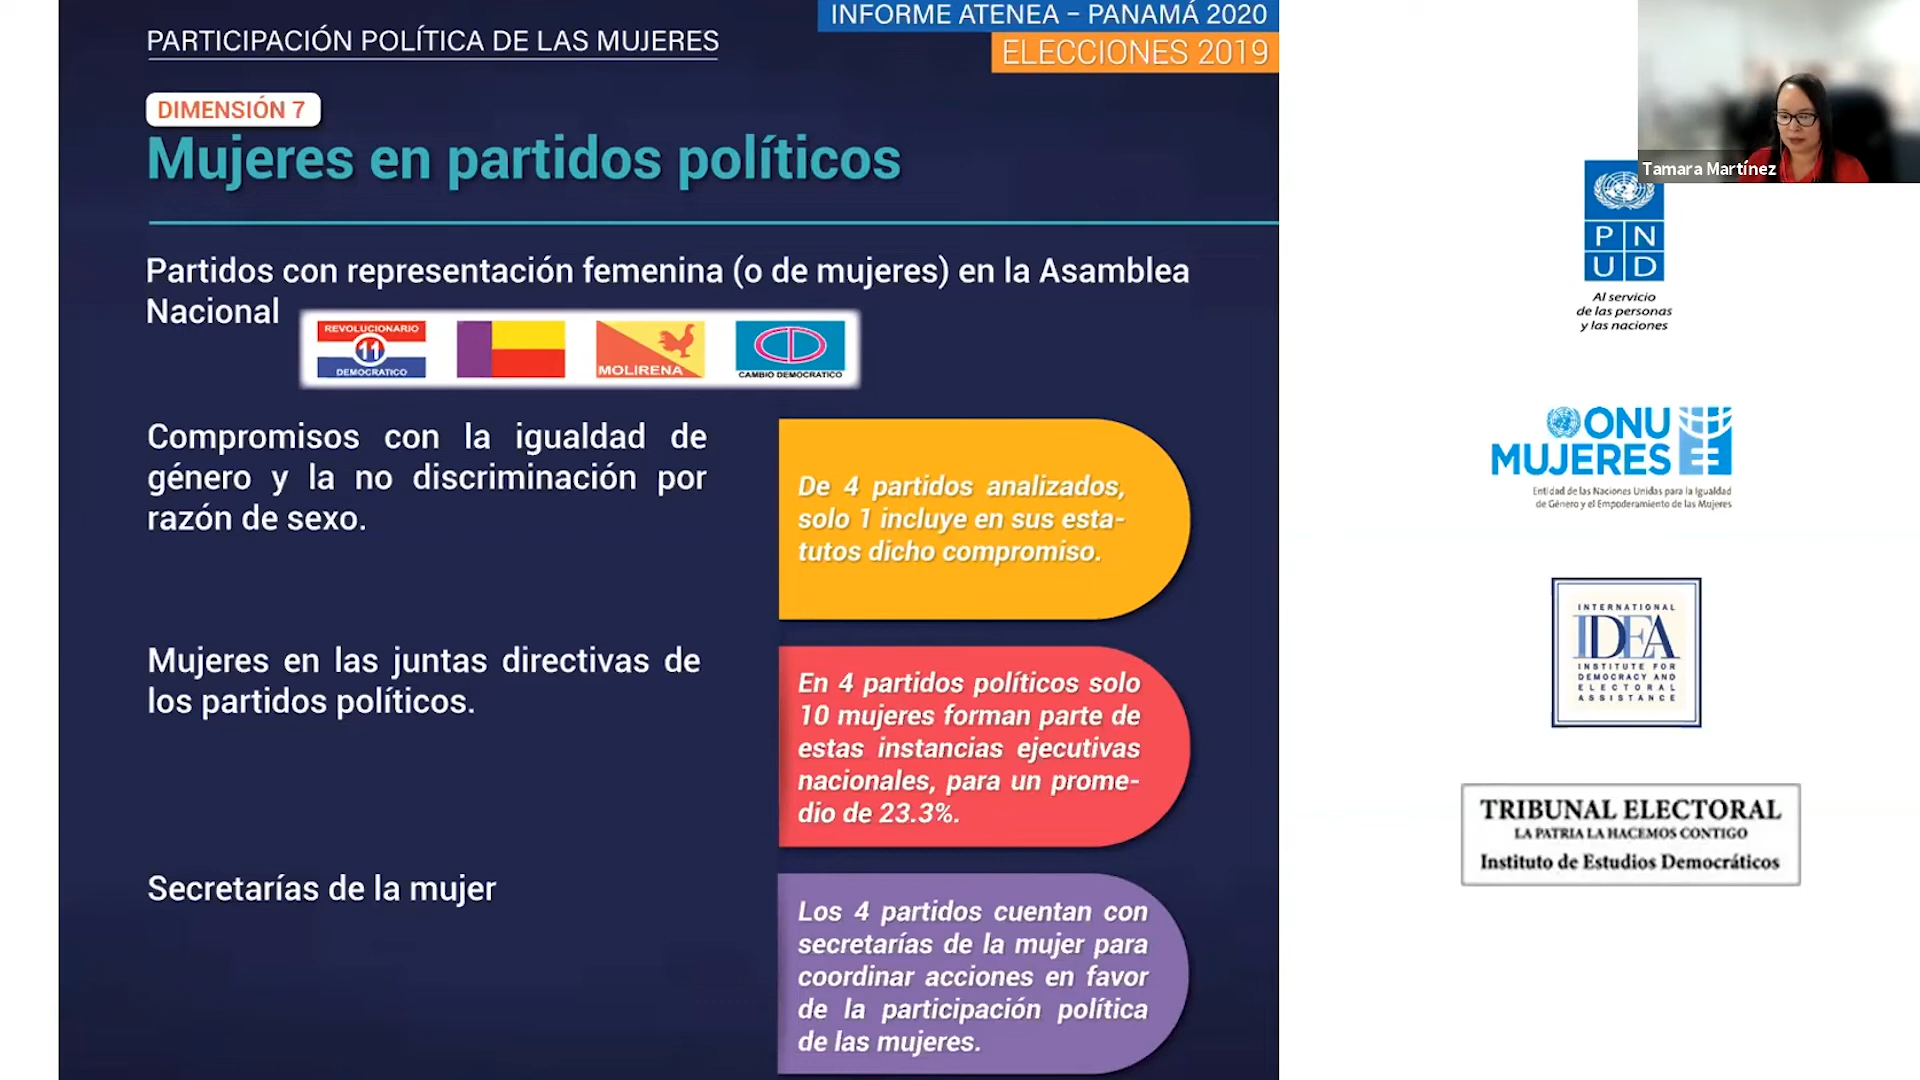 PARTICIPACIÓN POLÍTICA DE LAS MUJERES
INFORME ATENEA – PANAMÁ 2020
ELECCIONES 2019
DIMENSIÓN 7
Mujeres en partidos políticos
Partidos con representación femenina (o de mujeres) en la Asamblea
Nacional
REVOLUCIONARIO
11
DEMOCRATICO
MOLIRENA
CD
CAMBIO DEMOCRATICO
Compromisos con la igualdad de
género y la no discriminación por
razón de sexo.
De 4 partidos analizados,
solo 1 incluye en sus esta-
tutos dicho compromiso.
Mujeres en las juntas directivas de
los partidos políticos.
En 4 partidos políticos solo
10 mujeres forman parte de
estas instancias ejecutivas
nacionales, para un prome-
dio de 23.3%.
Secretarías de la mujer
Los 4 partidos cuentan con
secretarías de la mujer para
coordinar acciones en favor
de la participación política
de las mujeres.
Tamara Martínez
P N
U D
Al servicio
de las personas
y las naciones
ONU
MUJERES
Entidad de las Naciones Unidas para la Igualdad
de Género y el Empoderamiento de las Mujeres
INTERNATIONAL
IDEA
INSTITUTE FOR
DEMOCRACY AND
ELECTORAL
ASSISTANCE
TRIBUNAL ELECTORAL
LA PATRIA LA HACEMOS CONTIGO
Instituto de Estudios Democráticos